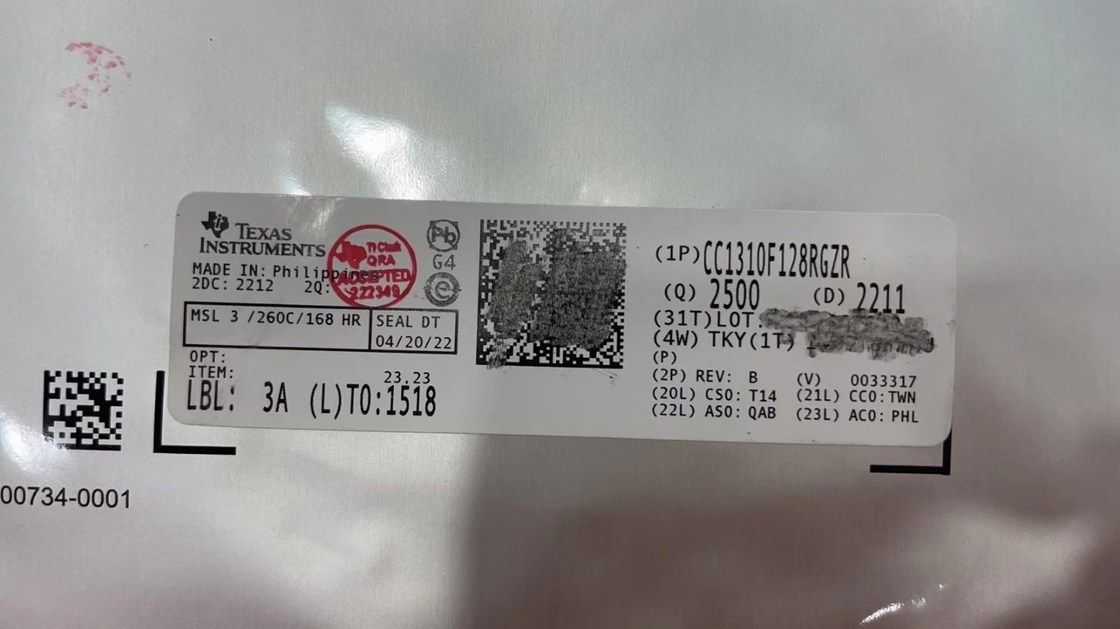 TEXAS
INSTRUMENTS
MADE IN: Philippines
2DC: 2212 2Q:
TI Clark
QRA
ACCEPTED
222349
Pb
G4
e
MSL 3 /260C/168 HR
SEAL DT
04/20/22
OPT:
ITEM:
23,23
LBL: 3A (L)TO:1518
(1P)CC1310F128RGZR
(Q) 2500 (D) 2211
(31T)LOT:
(4W) TKY(1T)
(P)
(2P) REV: B (V) 0033317
(20L) CSO: T14 (21L) CCO:TWN
(22L) ASO: QAB (23L) ACO: PHL
00734-0001